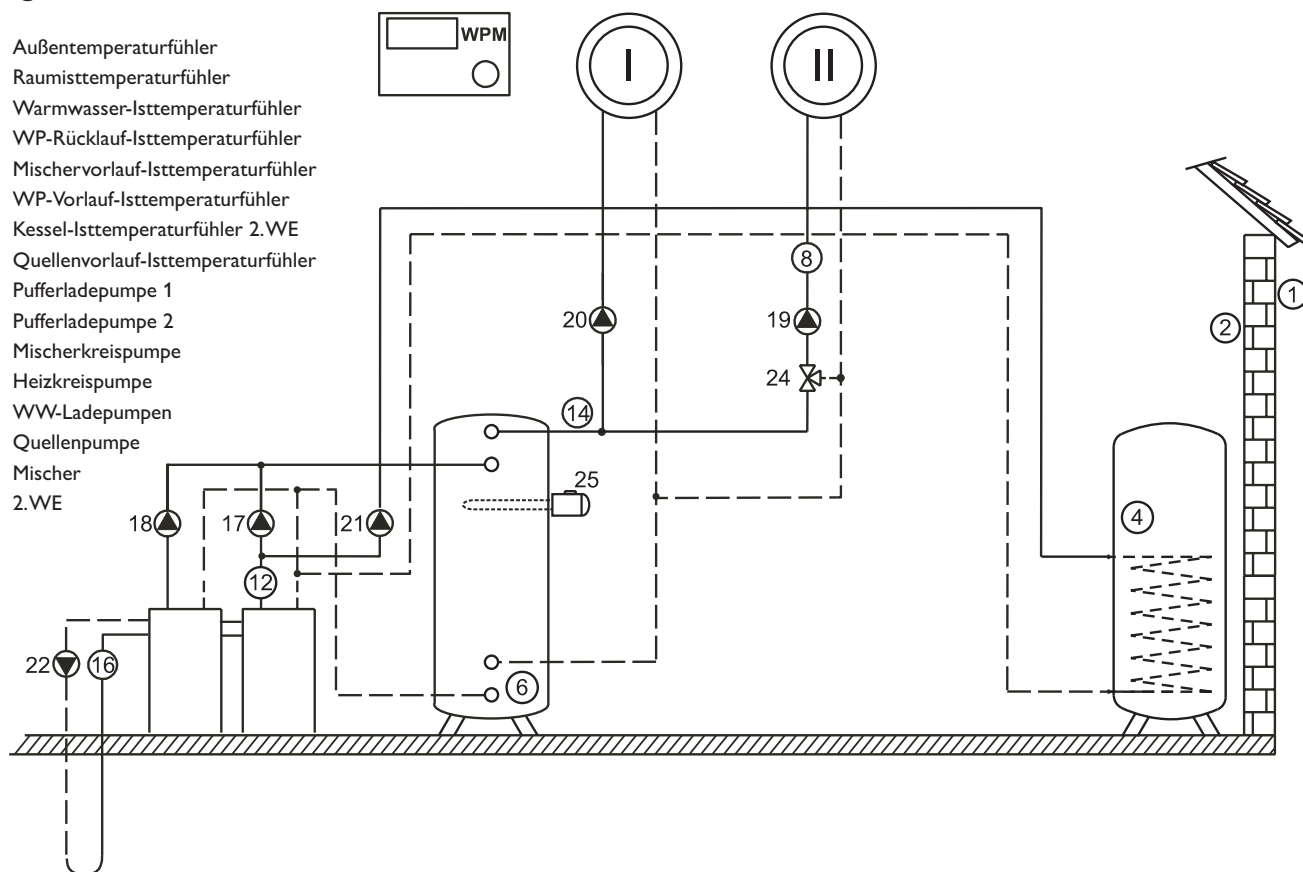 Außentemperaturfühler
Raumisttemperaturfühler
Warmwasser-Isttemperaturfühler
WP-Rücklauf-Isttemperaturfühler
Mischervorlauf-Isttemperaturfühler
WP-Vorlauf-Isttemperaturfühler
Kessel-Isttemperaturfühler 2.WE
Quellenvorlauf-Isttemperaturfühler
Pufferladepumpe 1
Pufferladepumpe 2
Mischerkreispumpe
Heizkreispumpe
WW-Ladepumpen
Quellenpumpe
Mischer
2.WE
WPM
I
II
8
1
20
19
2
24
14
25
18
17
21
4
12
22
16
6